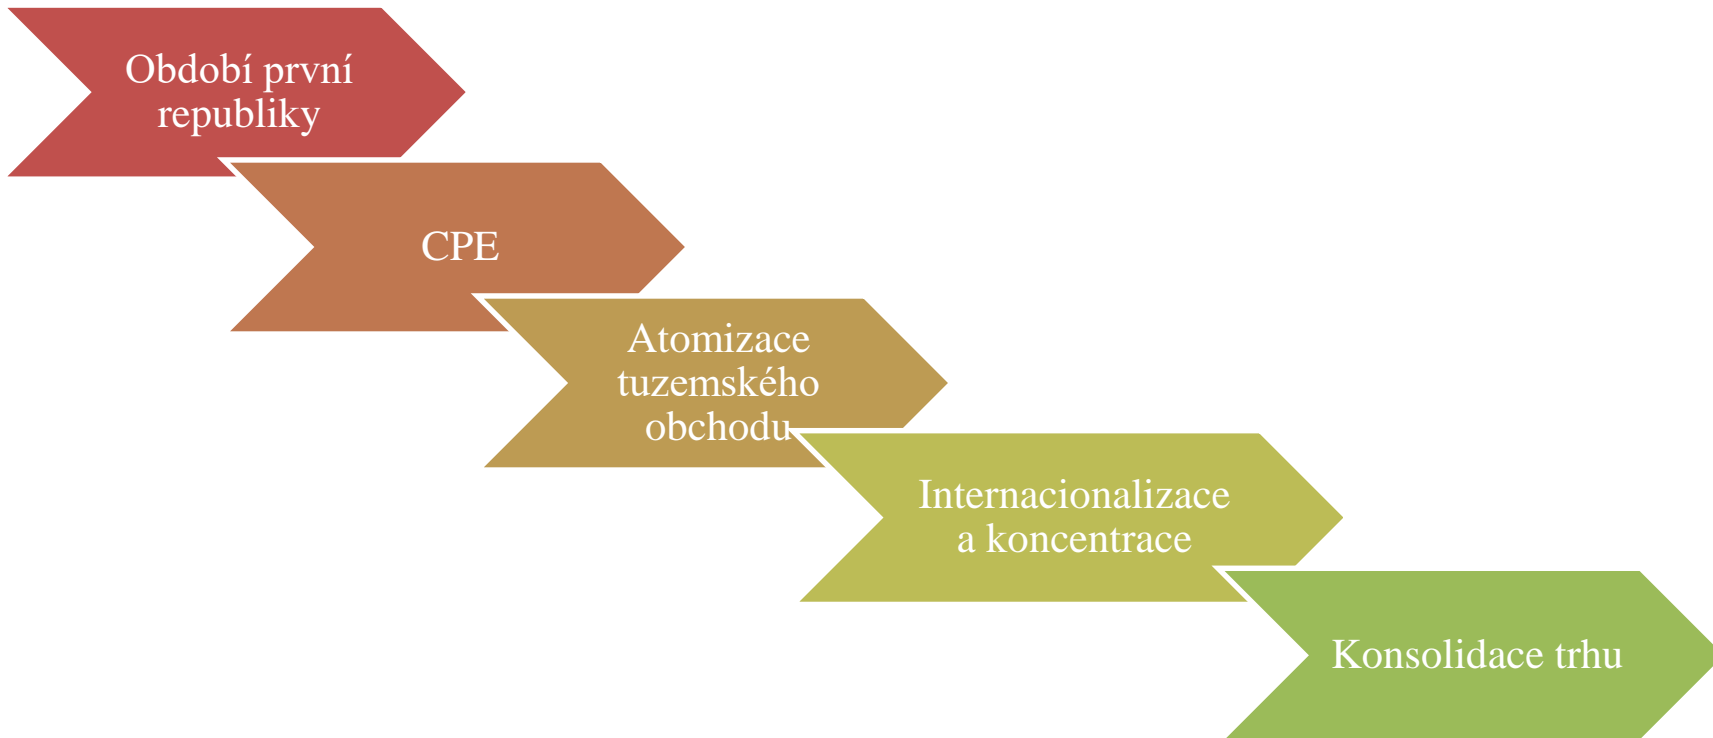 Období první
republiky
CPE
Atomizace
tuzemského
obchodu
Internacionalizace
a koncentrace
Konsolidace trhu